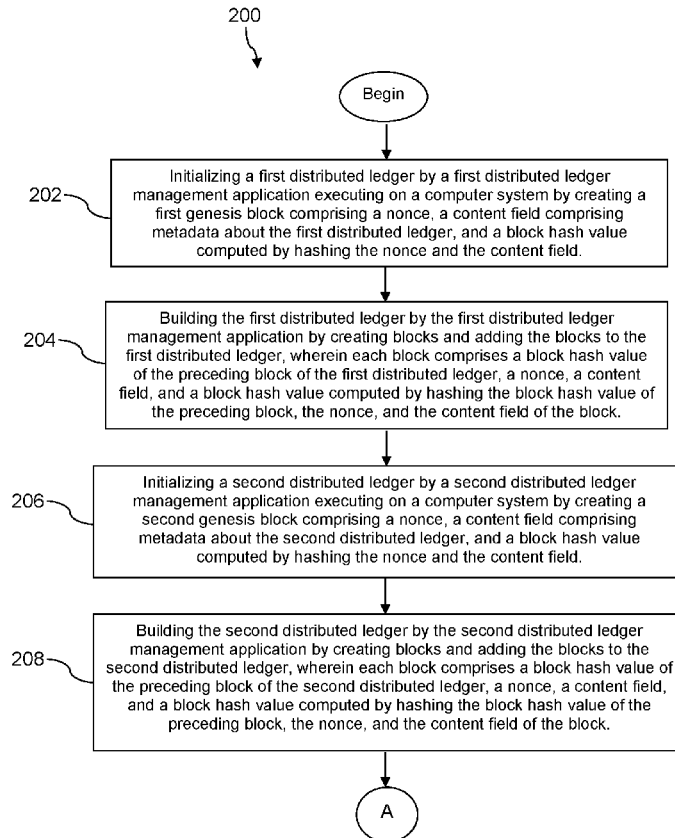 200
Begin
202
Initializing a first distributed ledger by a first distributed ledger
management application executing on a computer system by creating a
first genesis block comprising a nonce, a content field comprising
metadata about the first distributed ledger, and a block hash value
computed by hashing the nonce and the content field.
204
Building the first distributed ledger by the first distributed ledger
management application by creating blocks and adding the blocks to the
first distributed ledger, wherein each block comprises a block hash value
of the preceding block of the first distributed ledger, a nonce, a content
field, and a block hash value computed by hashing the block hash value of
the preceding block, the nonce, and the content field of the block.
206
Initializing a second distributed ledger by a second distributed ledger
management application executing on a computer system by creating a
second genesis block comprising a nonce, a content field comprising
metadata about the second distributed ledger, and a block hash value
computed by hashing the nonce and the content field.
208
Building the second distributed ledger by the second distributed ledger
management application by creating blocks and adding the blocks to the
second distributed ledger, wherein each block comprises a block hash value of
the preceding block of the second distributed ledger, a nonce, a content field,
and a block hash value computed by hashing the block hash value of the
preceding block, the nonce, and the content field of the block.
A